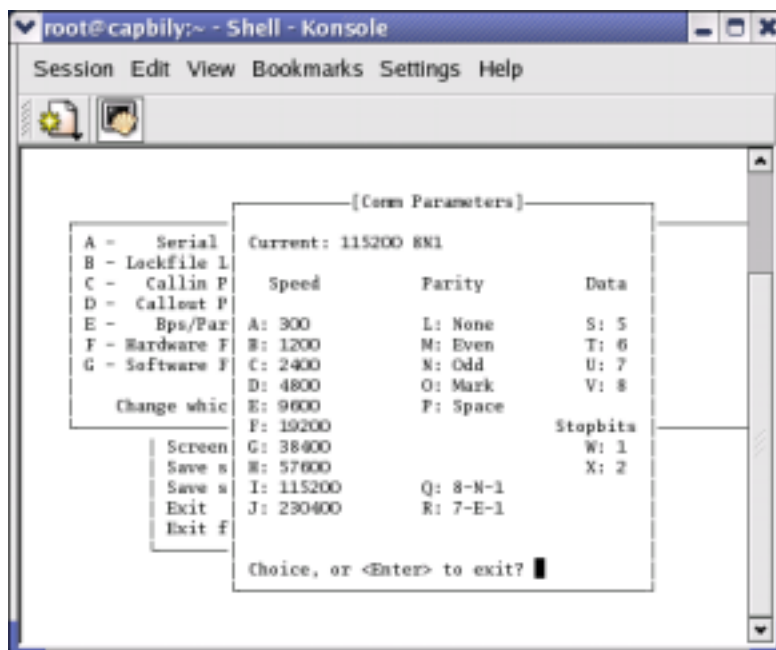 root@capbily:~ - Shell - Konsole
Session Edit View Bookmarks Settings Help
[Comm Parameters]
A - Serial
B - Lockfile L
C - Callin P
D - Callout P
E - Bps/Par
F - Hardware F
G - Software F
Change whic
Screen
Save s
Save s
Exit
Exit f
Current: 115200 8N1
Speed Parity Data
A: 300 L: None S: 5
B: 1200 M: Even T: 6
C: 2400 N: Odd U: 7
D: 4800 O: Mark V: 8
E: 9600 P: Space
F: 19200 Stopbits
G: 38400 W: 1
H: 57600 X: 2
I: 115200 Q: 8-N-1
J: 230400 R: 7-E-1
Choice, or <Enter> to exit?